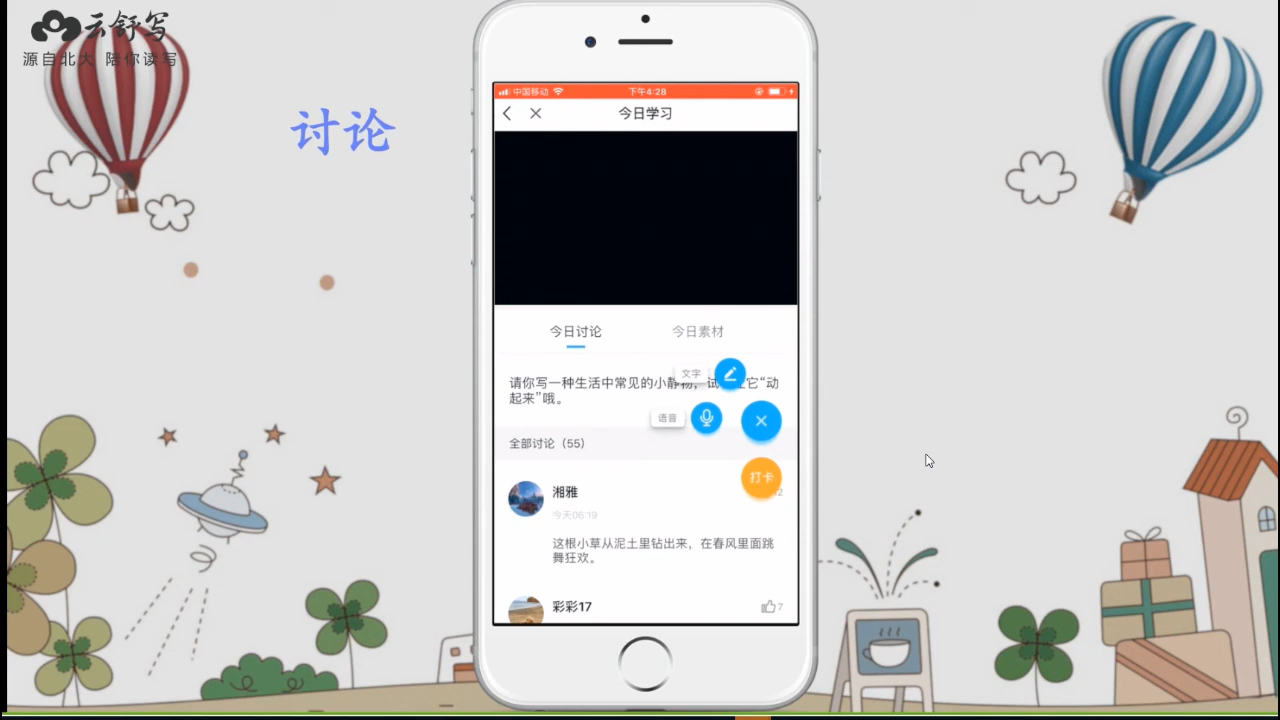 云舒写
源自北大 陪你读写
讨论
中国移动 下午4:28
今日学习
今日讨论 今日素材
文字
请你写一种生活中常见的小静物，试 让它“动
起来”哦。
语音
全部讨论（55）
打卡
湘雅
今天06:19
这根小草从泥土里钻出来，在春风里面跳
舞狂欢。
彩彩17 7